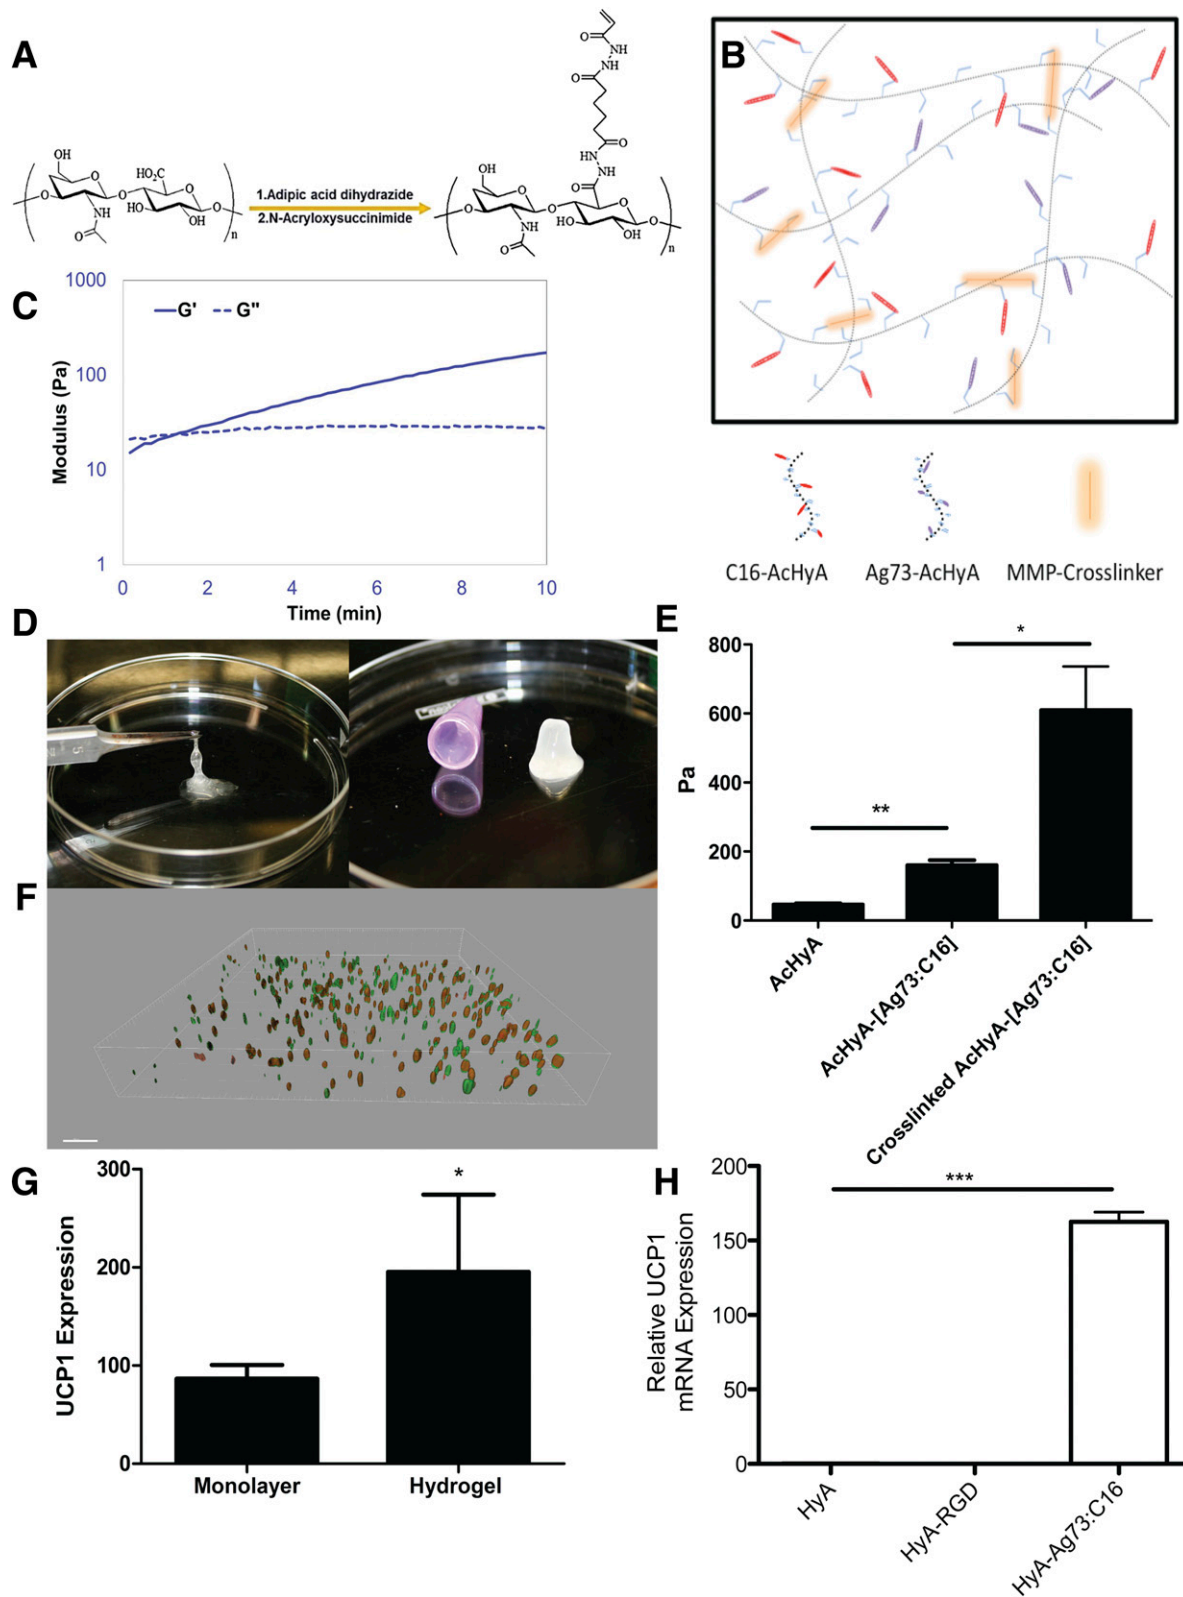 A
OH
HO₂C
O
O
O
O
HO
NH
HO
OH
O
n
1.Adipic acid dihydrazide
2.N-Acryloxysuccinimide
O
NH
NH
O
O
HN
NH
OH
O
O
O
O
O
O
HO
NH
HO
OH
O
n
B
C16-AcHyA
Ag73-AcHyA
MMP-Crosslinker
C
G' G"
Modulus (Pa)
1000
100
10
1
0 2 4 6 8 10
Time (min)
D
E
*
**
Pa
800
600
400
200
0
AcHyA
AcHyA-[Ag73:C16]
Crosslinked AcHyA-[Ag73:C16]
F
G
*
UCP1 Expression
300
200
100
0
Monolayer
Hydrogel
H
***
Relative UCP1
mRNA Expression
200
150
100
50
0
HyA
HyA-RGD
HyA-Ag73:C16